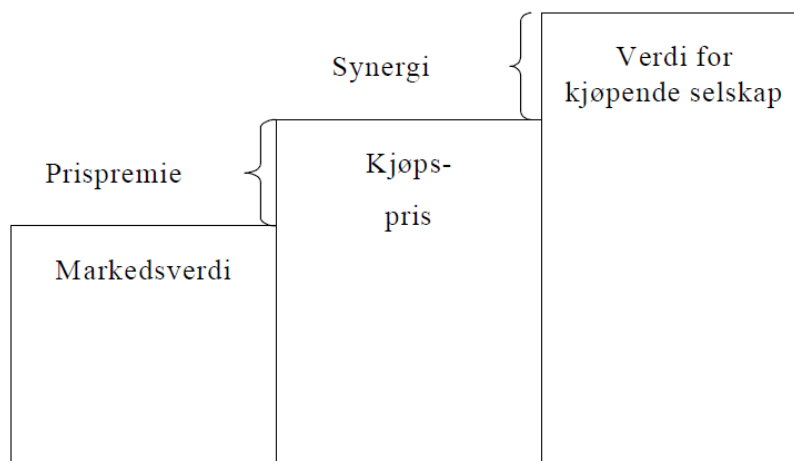 Synergi
Verdi for
kjøpende selskap
Prispremie
Kjøps-
pris
Markedsverdi